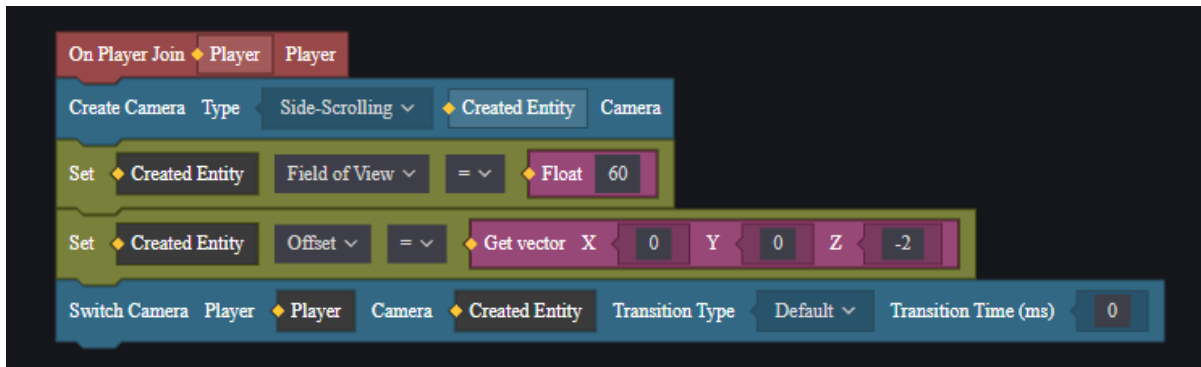 On Player Join Player Player
Create Camera Type Side-Scrolling Created Entity Camera
Set Created Entity Field of View = Float 60
Set Created Entity Offset = Get vector X 0 Y 0 Z -2
Switch Camera Player Player Camera Created Entity Transition Type Default Transition Time (ms) 0